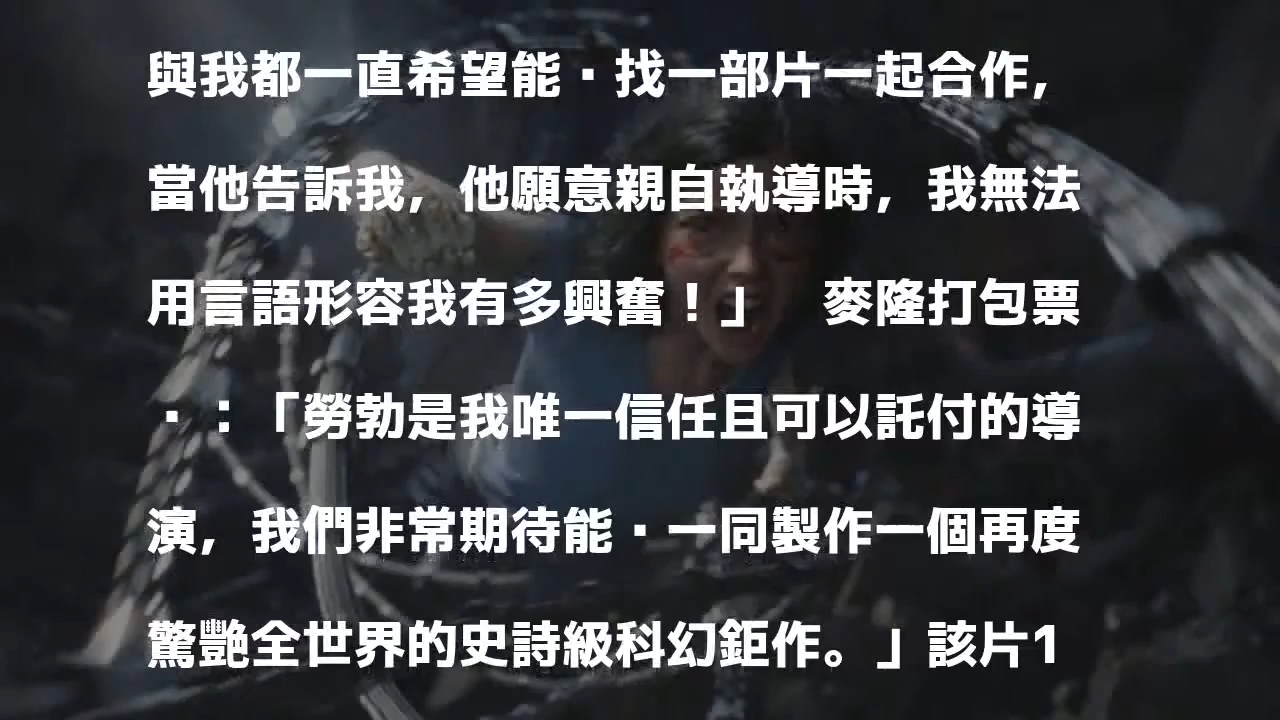 與我都一直希望能▪找一部片一起合作,
當他告訴我, 他願意親自執導時, 我無法
用言語形容我有多興奮！」　麥隆打包票
▪：「勞勃是我唯一信任且可以託付的導
演, 我們非常期待能▪一同製作一個再度
驚艷全世界的史詩級科幻鉅作。」該片1